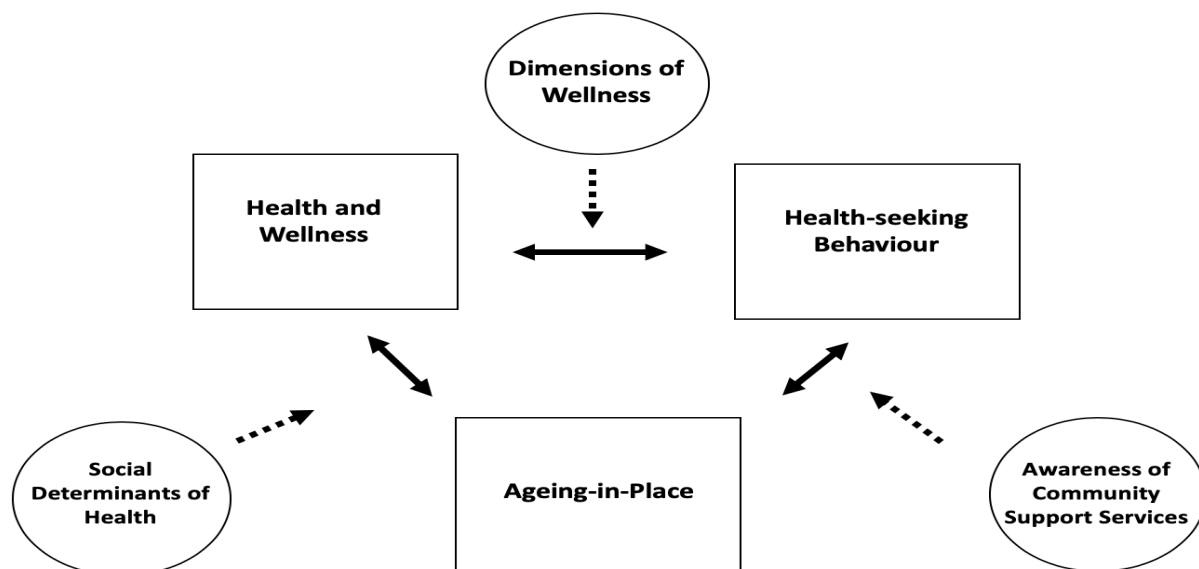 Dimensions of
Wellness
Health and
Wellness
Health-seeking
Behaviour
Social
Determinants of
Health
Ageing-in-Place
Awareness of
Community
Support Services